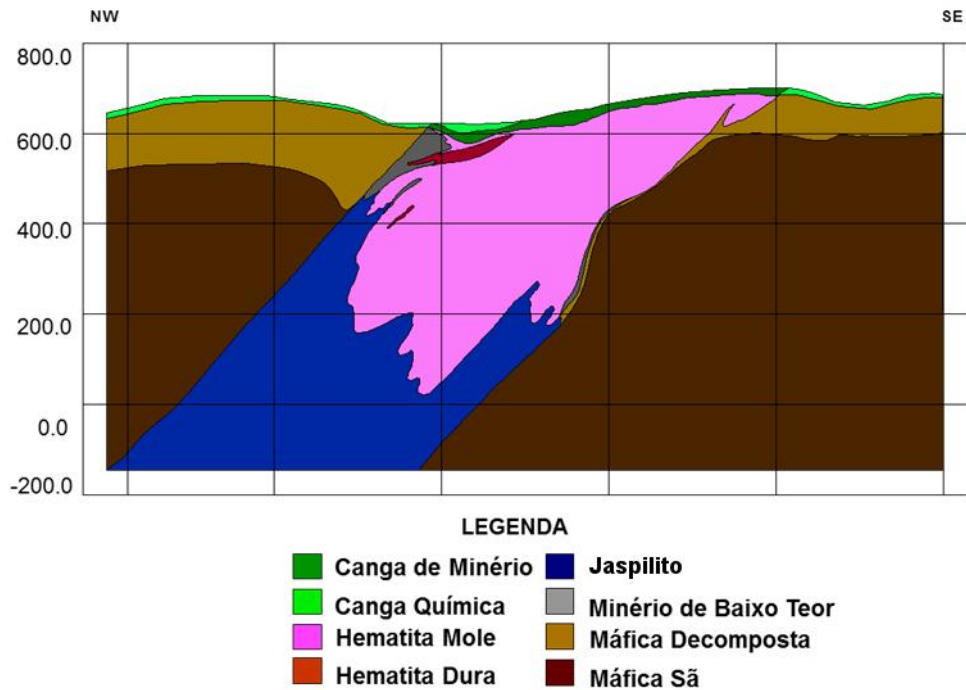 NW SE
800.0
600.0
400.0
200.0
0.0
-200.0
LEGENDA
Canga de Minério Jaspilito
Canga Química Minério de Baixo Teor
Hematita Mole Máfica Decomposta
Hematita Dura Máfica Sã